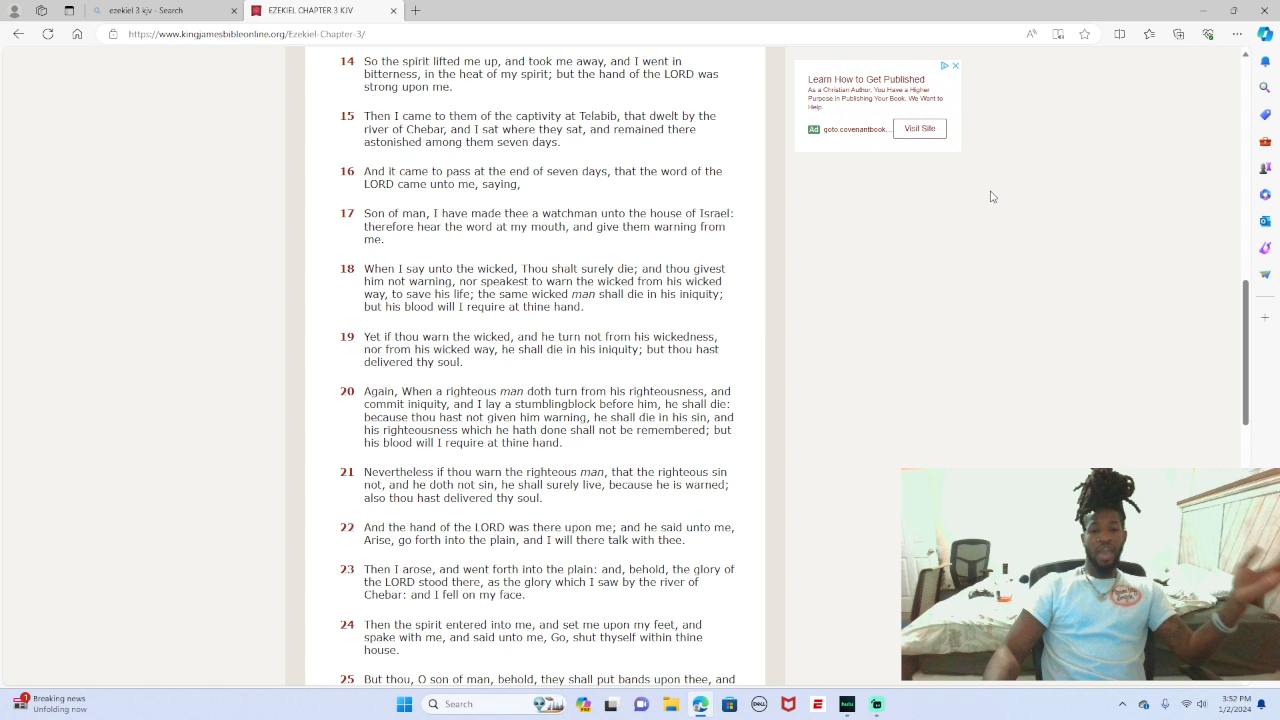 ezekiel 3 kjv - Search
EZEKIEL CHAPTER 3 KJV
https://www.kingjamesbibleonline.org/Ezekiel-Chapter-3/
14 So the spirit lifted me up, and took me away, and I went in
bitterness, in the heat of my spirit; but the hand of the LORD was
strong upon me.
15 Then I came to them of the captivity at Telabib, that dwelt by the
river of Chebar, and I sat where they sat, and remained there
astonished among them seven days.
16 And it came to pass at the end of seven days, that the word of the
LORD came unto me, saying,
17 Son of man, I have made thee a watchman unto the house of Israel:
therefore hear the word at my mouth, and give them warning from
me.
18 When I say unto the wicked, Thou shalt surely die; and thou givest
him not warning, nor speakest to warn the wicked from his wicked
way, to save his life; the same wicked man shall die in his iniquity;
but his blood will I require at thine hand.
19 Yet if thou warn the wicked, and he turn not from his wickedness,
nor from his wicked way, he shall die in his iniquity; but thou hast
delivered thy soul.
20 Again, When a righteous man doth turn from his righteousness, and
commit iniquity, and I lay a stumblingblock before him, he shall die:
because thou hast not given him warning, he shall die in his sin, and
his righteousness which he hath done shall not be remembered; but
his blood will I require at thine hand.
21 Nevertheless if thou warn the righteous man, that the righteous sin
not, and he doth not sin, he shall surely live, because he is warned;
also thou hast delivered thy soul.
22 And the hand of the LORD was there upon me; and he said unto me,
Arise, go forth into the plain, and I will there talk with thee.
23 Then I arose, and went forth into the plain: and, behold, the glory of
the LORD stood there, as the glory which I saw by the river of
Chebar: and I fell on my face.
24 Then the spirit entered into me, and set me upon my feet, and
spake with me, and said unto me, Go, shut thyself within thine
house.
25 But thou, O son of man, behold, they shall put bands upon thee, and
Learn How to Get Published
As a Christian Author, You Have a Higher
Purpose in Publishing Your Book. We Want to
Help.
Ad goto.covenantbook...
Visit Site
1
Breaking news
Unfolding now
Search
DELL
hulu
3:52 PM
1/2/2024